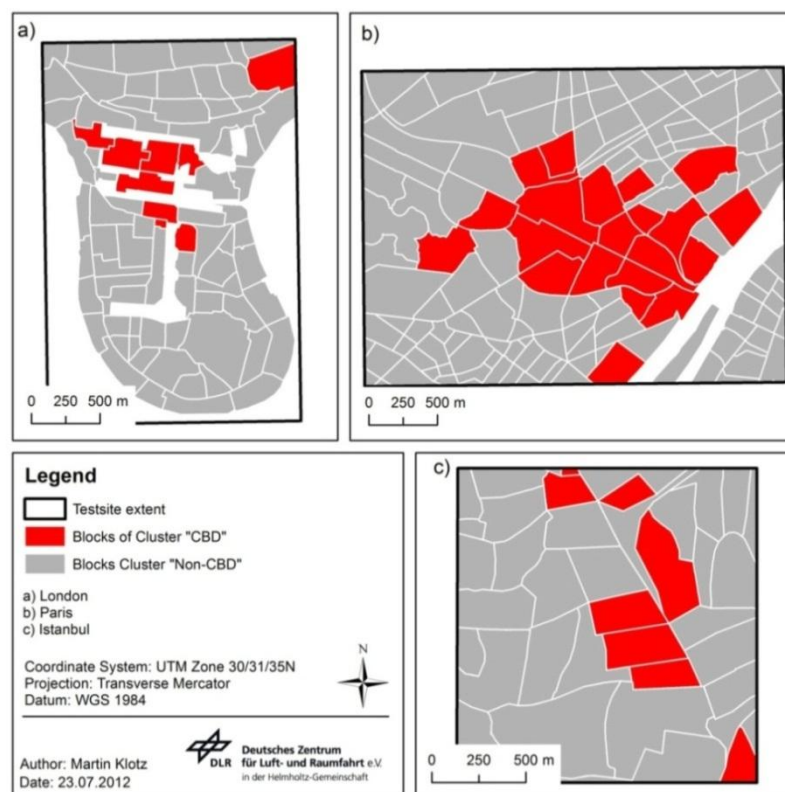 a)
0 250 500 m
b)
0 250 500 m
Legend
Testsite extent
Blocks of Cluster "CBD"
Blocks Cluster "Non-CBD"
a) London
b) Paris
c) Istanbul
Coordinate System: UTM Zone 30/31/35N
Projection: Transverse Mercator
Datum: WGS 1984
N
Author: Martin Klotz
Date: 23.07.2012
DLR
Deutsches Zentrum
für Luft- und Raumfahrt e.V.
in der Helmholtz-Gemeinschaft
c)
0 250 500 m